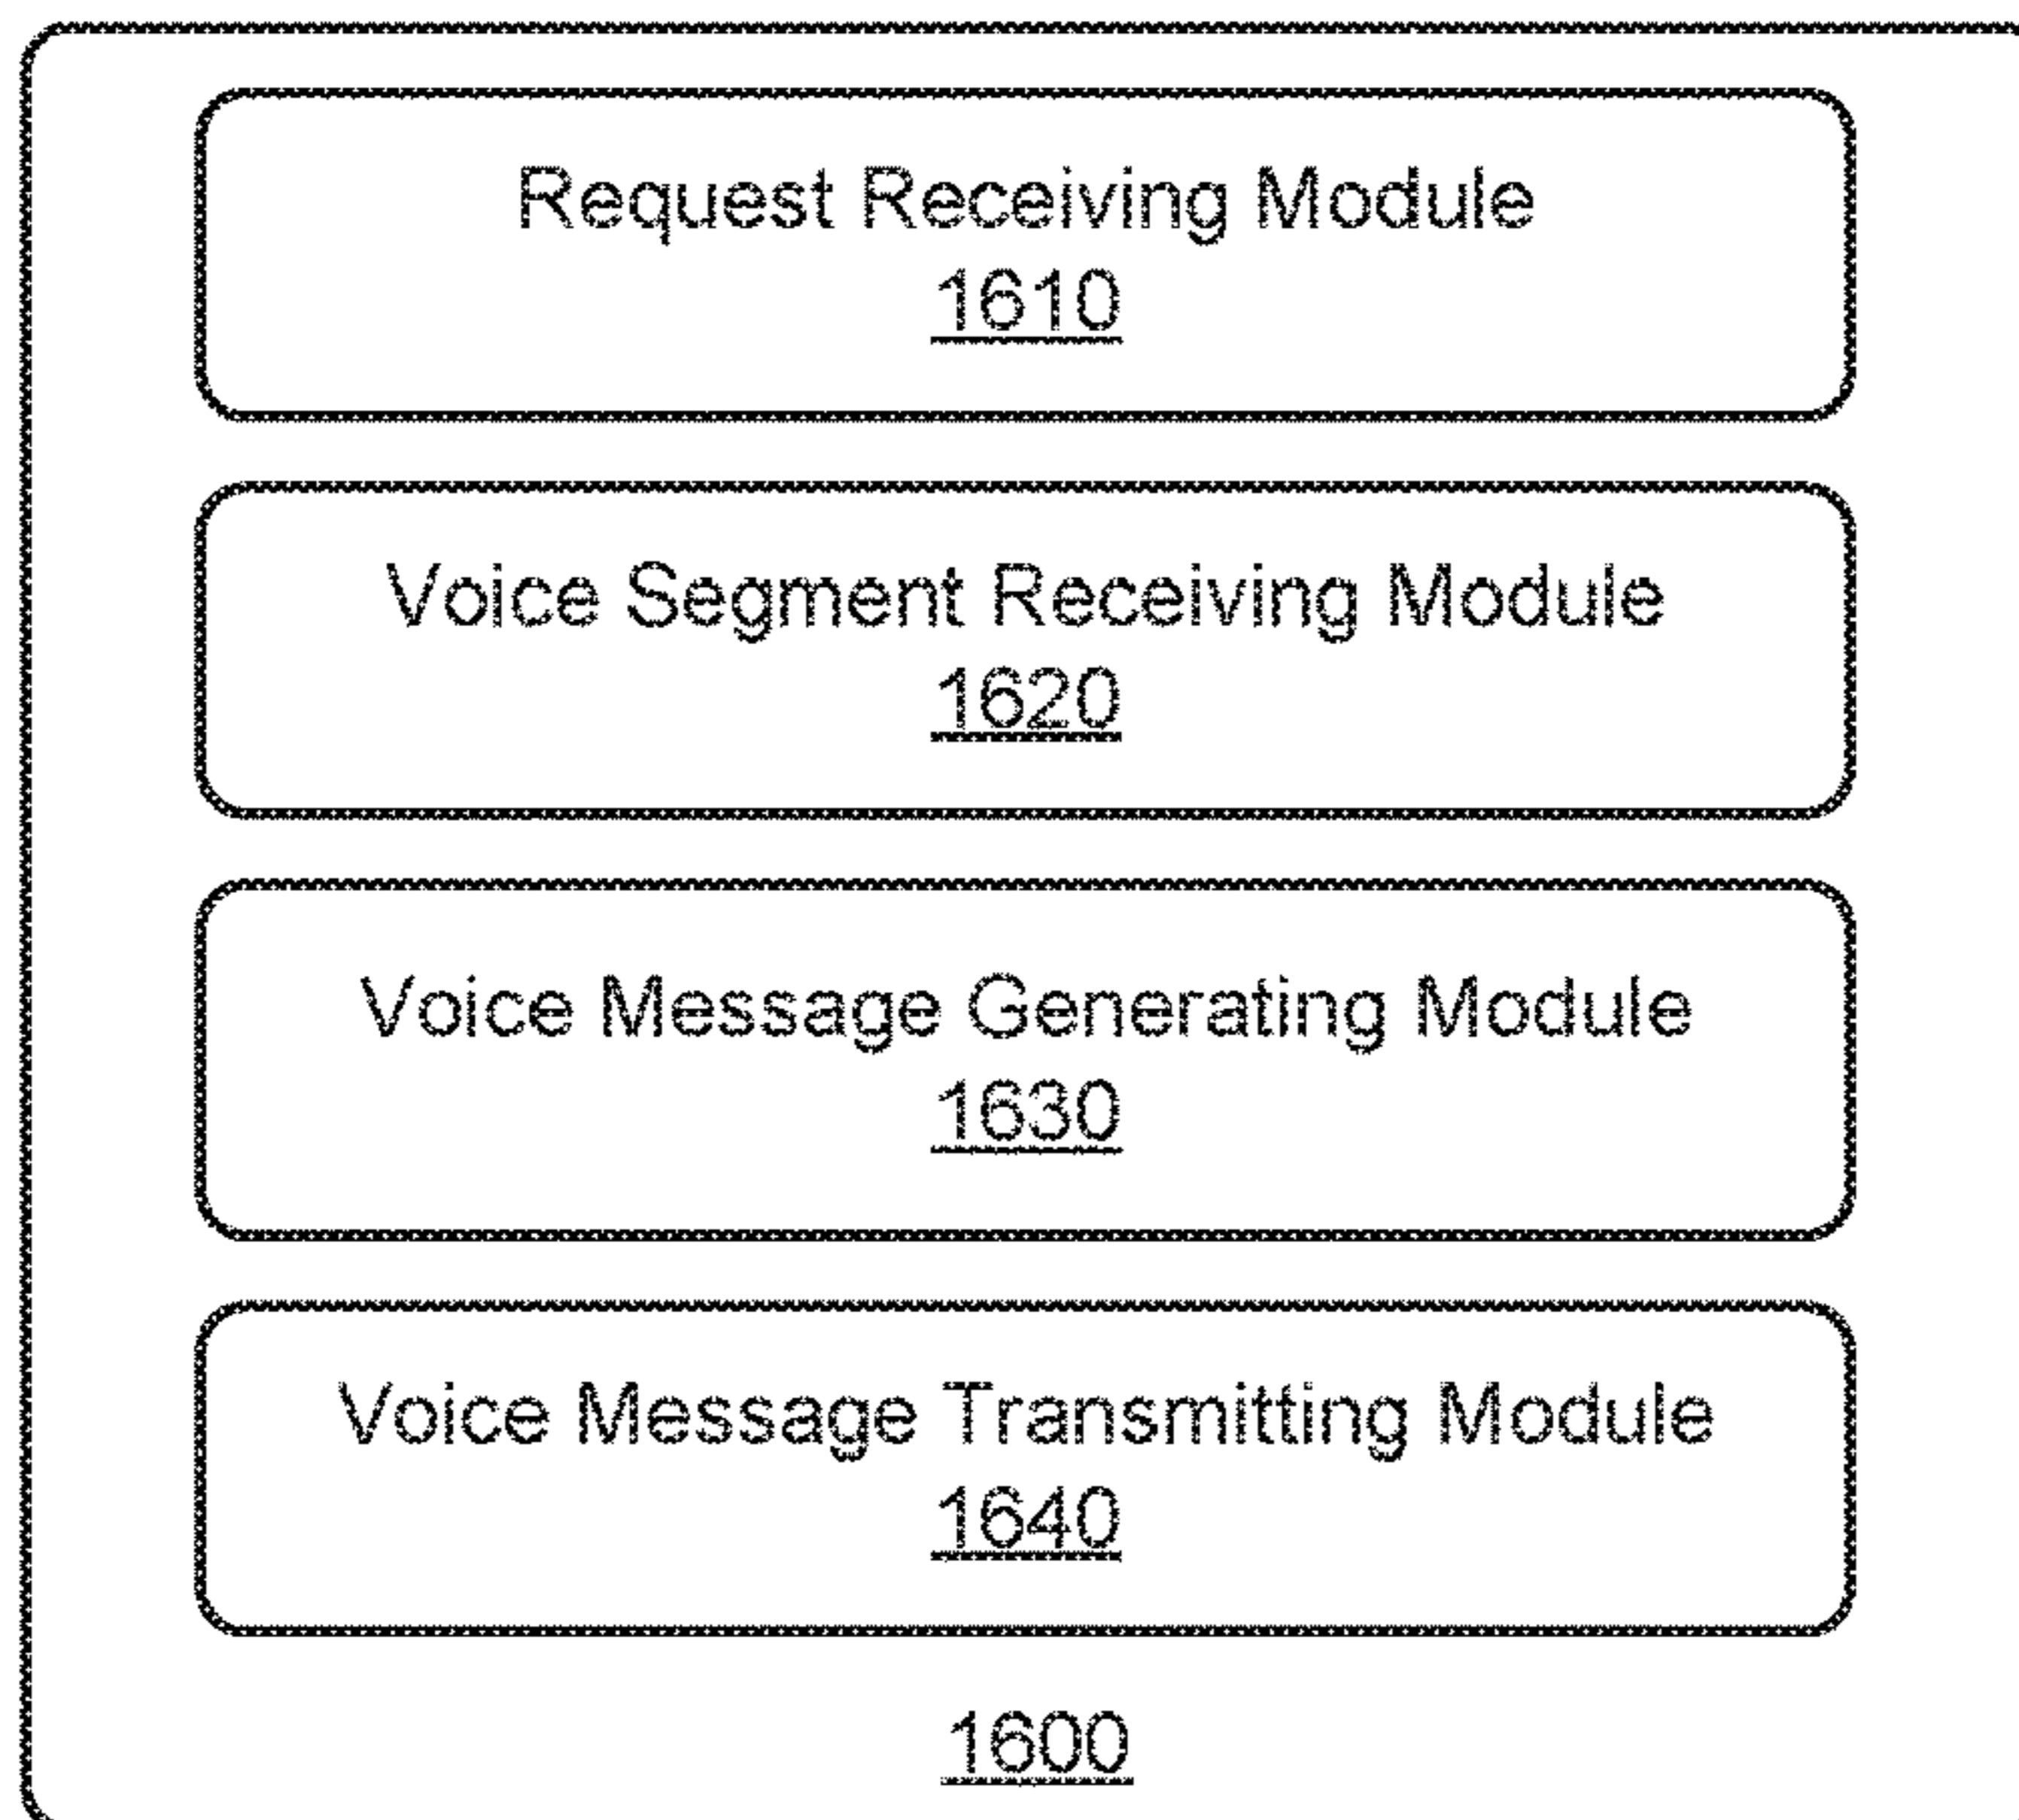 Request Receiving Module
1610
Voice Segment Receiving Module
1620
Voice Message Generating Module
1630
Voice Message Transmitting Module
1640
1600